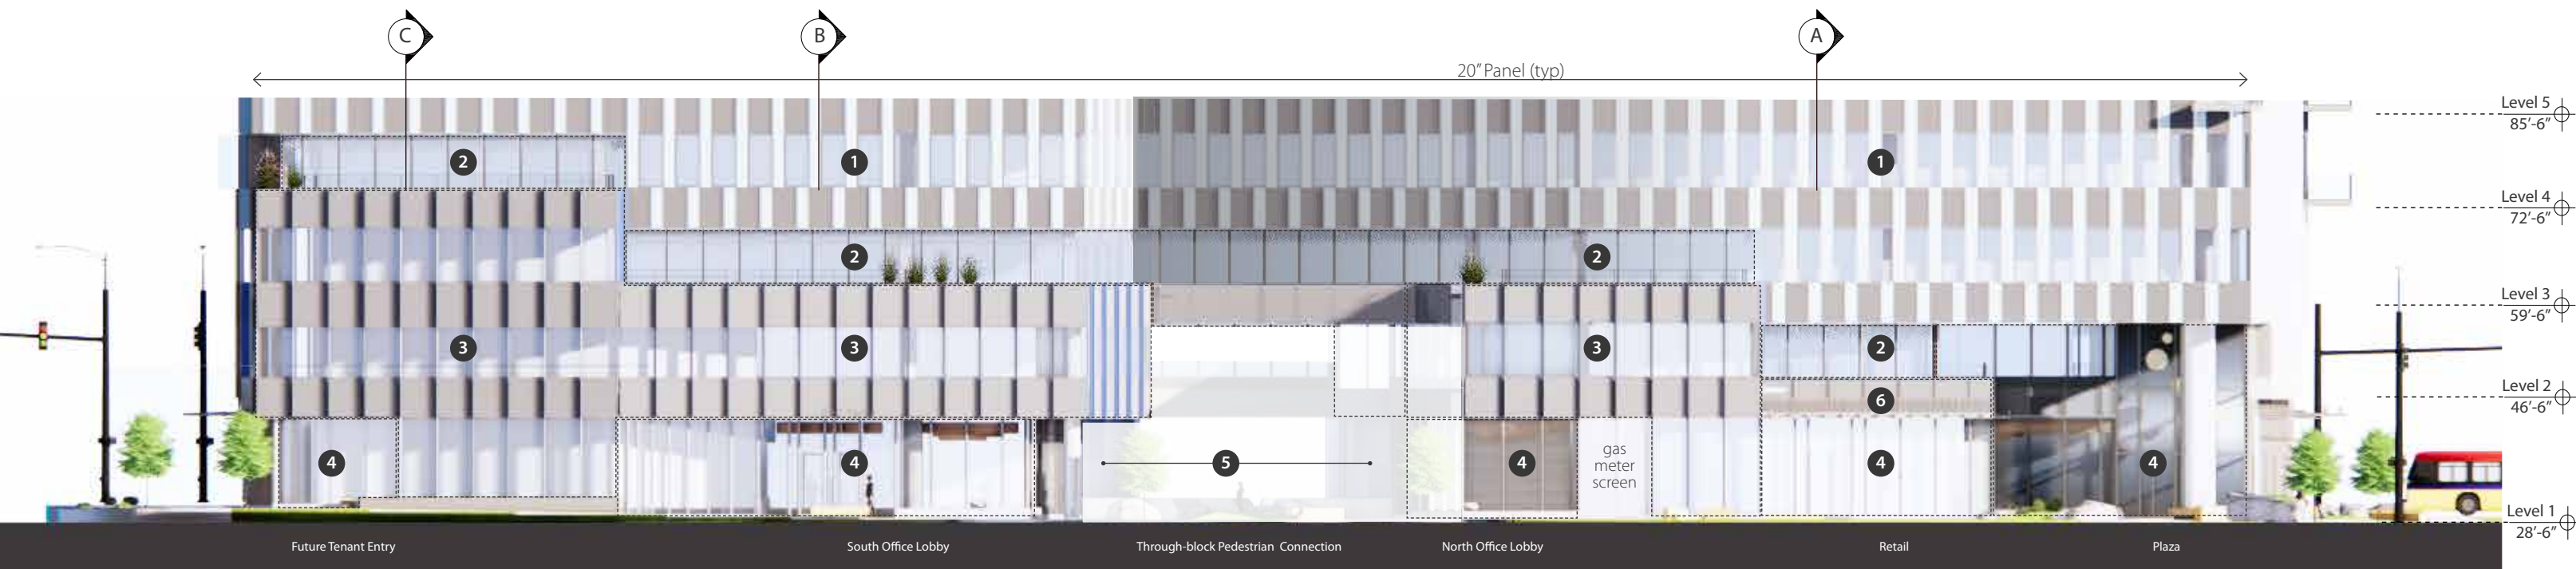 C
B
A
20" Panel (typ)
Level 5
85'-6"
2
1
1
Level 4
72'-6"
2
2
Level 3
59'-6"
3
3
3
2
Level 2
46'-6"
6
4
4
5
4
gas
meter
screen
4
4
Level 1
28'-6"
Future Tenant Entry
South Office Lobby
Through-block Pedestrian Connection
North Office Lobby
Retail
Plaza